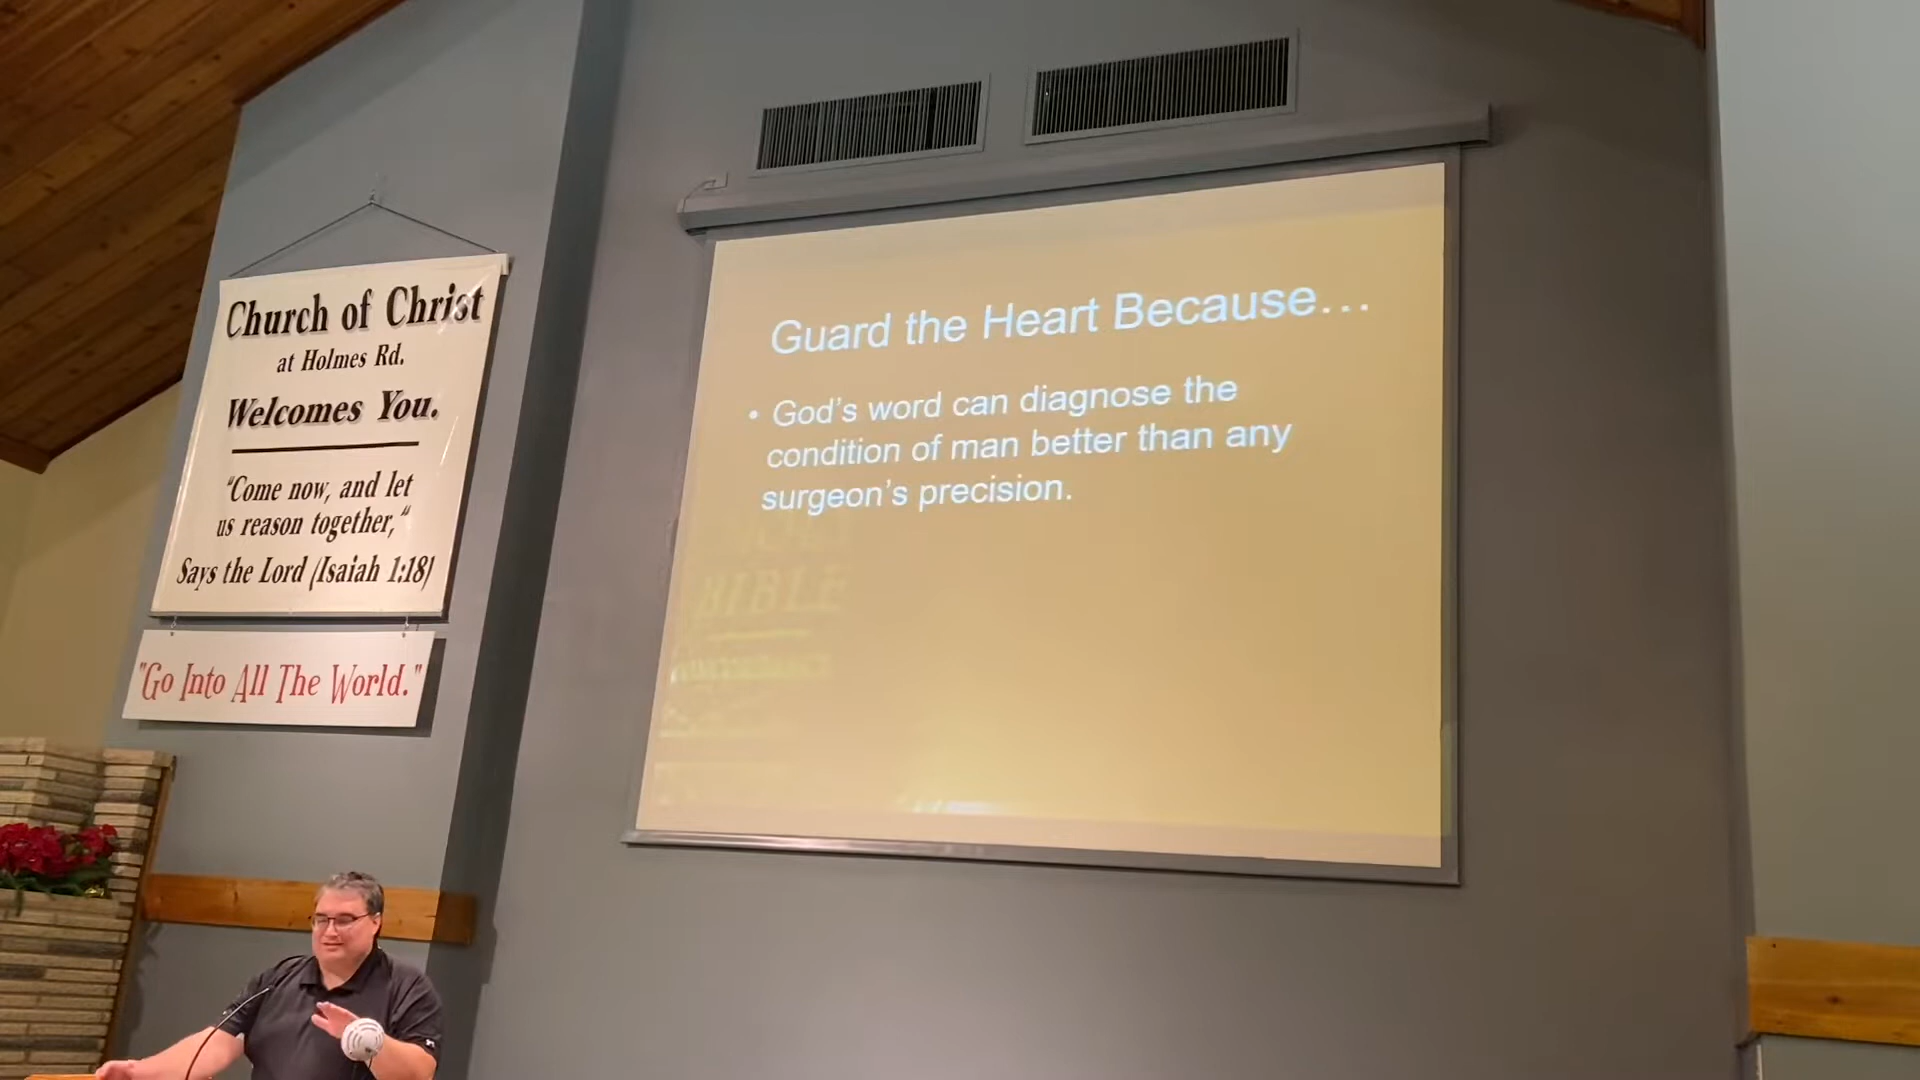 Church of Christ
at Holmes Rd.
Welcomes You.
"Come now, and let
us reason together,"
Says the Lord (Isaiah 1:18)
"Go Into All The World."
Guard the Heart Because…
• God's word can diagnose the
condition of man better than any
surgeon's precision.
BIBLE